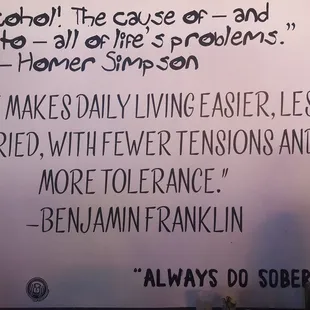 cohol! The cause of – and
to – all of life's problems."
– Homer Simpson
MAKES DAILY LIVING EASIER, LES
RIED, WITH FEWER TENSIONS AND
MORE TOLERANCE."
–BENJAMIN FRANKLIN
"ALWAYS DO SOBER